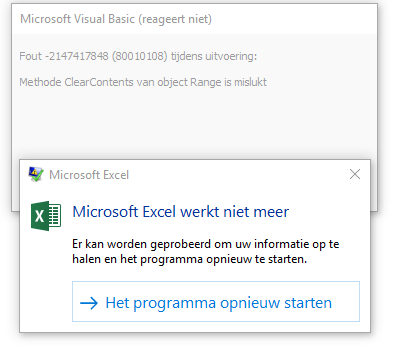 Microsoft Visual Basic (reageert niet)
Fout -2147417848 (80010108) tijdens uitvoering:
Methode ClearContents van object Range is mislukt
Microsoft Excel
Microsoft Excel werkt niet meer
Er kan worden geprobeerd om uw informatie op te
halen en het programma opnieuw te starten.
Het programma opnieuw starten